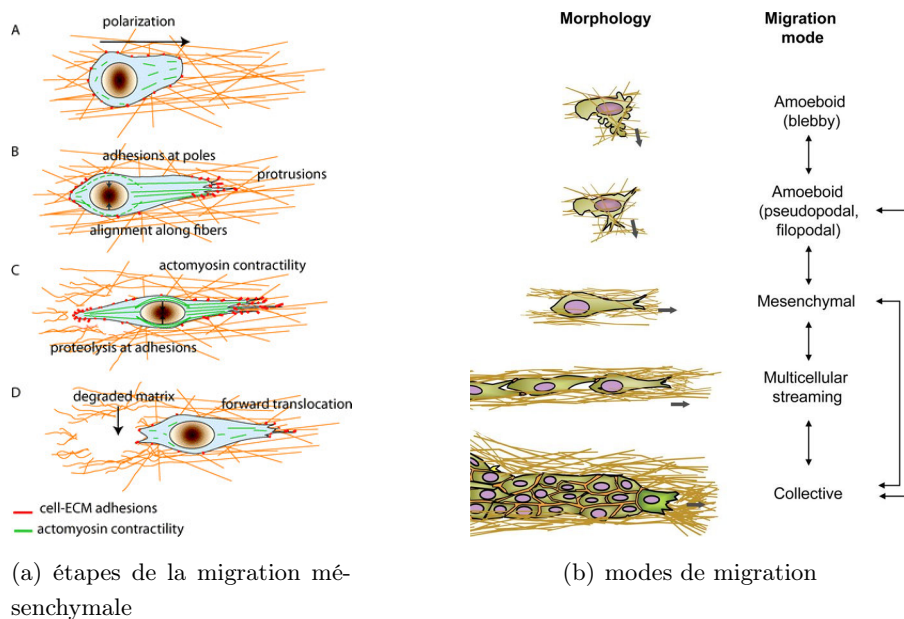 A
polarization
B
adhesions at poles
protrusions
alignment along fibers
C
actomyosin contractility
proteolysis at adhesions
D
degraded matrix
forward translocation
cell-ECM adhesions
actomyosin contractility
(a) étapes de la migration mé-
senchymale
Morphology
Migration
mode
Amoeboid
(blebby)
Amoeboid
(pseudopodal,
filopodal)
Mesenchymal
Multicellular
streaming
Collective
(b) modes de migration